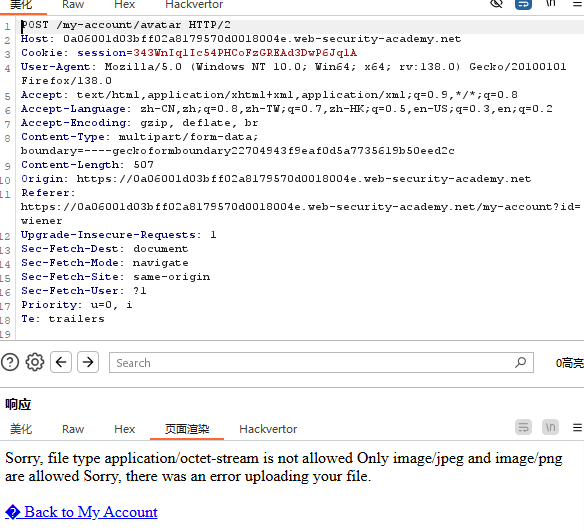 美化 Raw Hex Hackvertor \n
1 POST /my-account/avatar HTTP/2
2 Host: 0a06001d03bff02a8179570d0018004e.web-security-academy.net
3 Cookie: session=343WnIqlIc54PHCoFzGREAd3DwP6JqlA
4 User-Agent: Mozilla/5.0 (Windows NT 10.0; Win64; x64; rv:138.0) Gecko/20100101
Firefox/138.0
5 Accept: text/html,application/xhtml+xml,application/xml;q=0.9,*/*;q=0.8
6 Accept-Language: zh-CN,zh;q=0.8,zh-TW;q=0.7,zh-HK;q=0.5,en-US;q=0.3,en;q=0.2
7 Accept-Encoding: gzip, deflate, br
8 Content-Type: multipart/form-data;
boundary=----geckoformboundary22704943f9eaf0d5a7735619b50eed2c
9 Content-Length: 507
10 Origin: https://0a06001d03bff02a8179570d0018004e.web-security-academy.net
11 Referer:
https://0a06001d03bff02a8179570d0018004e.web-security-academy.net/my-account?id=
wiener
12 Upgrade-Insecure-Requests: 1
13 Sec-Fetch-Dest: document
14 Sec-Fetch-Mode: navigate
15 Sec-Fetch-Site: same-origin
16 Sec-Fetch-User: ?1
17 Priority: u=0, i
18 Te: trailers
19
Search 0高亮
响应
美化 Raw Hex 页面渲染 Hackvertor \n
Sorry, file type application/octet-stream is not allowed Only image/jpeg and image/png
are allowed Sorry, there was an error uploading your file.
� Back to My Account